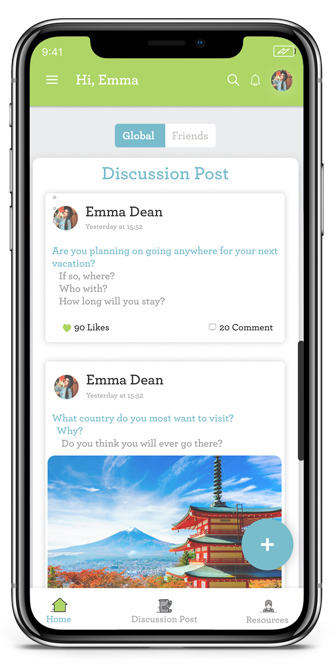 9:41
Hi, Emma
Global Friends
Discussion Post
Emma Dean
Yesterday at 15:52
Are you planning on going anywhere for your next
vacation?
If so, where?
Who with?
How long will you stay?
90 Likes 20 Comment
Emma Dean
Yesterday at 15:52
What country do you most want to visit?
Why?
Do you think you will ever go there?
+
Home Discussion Post Resources